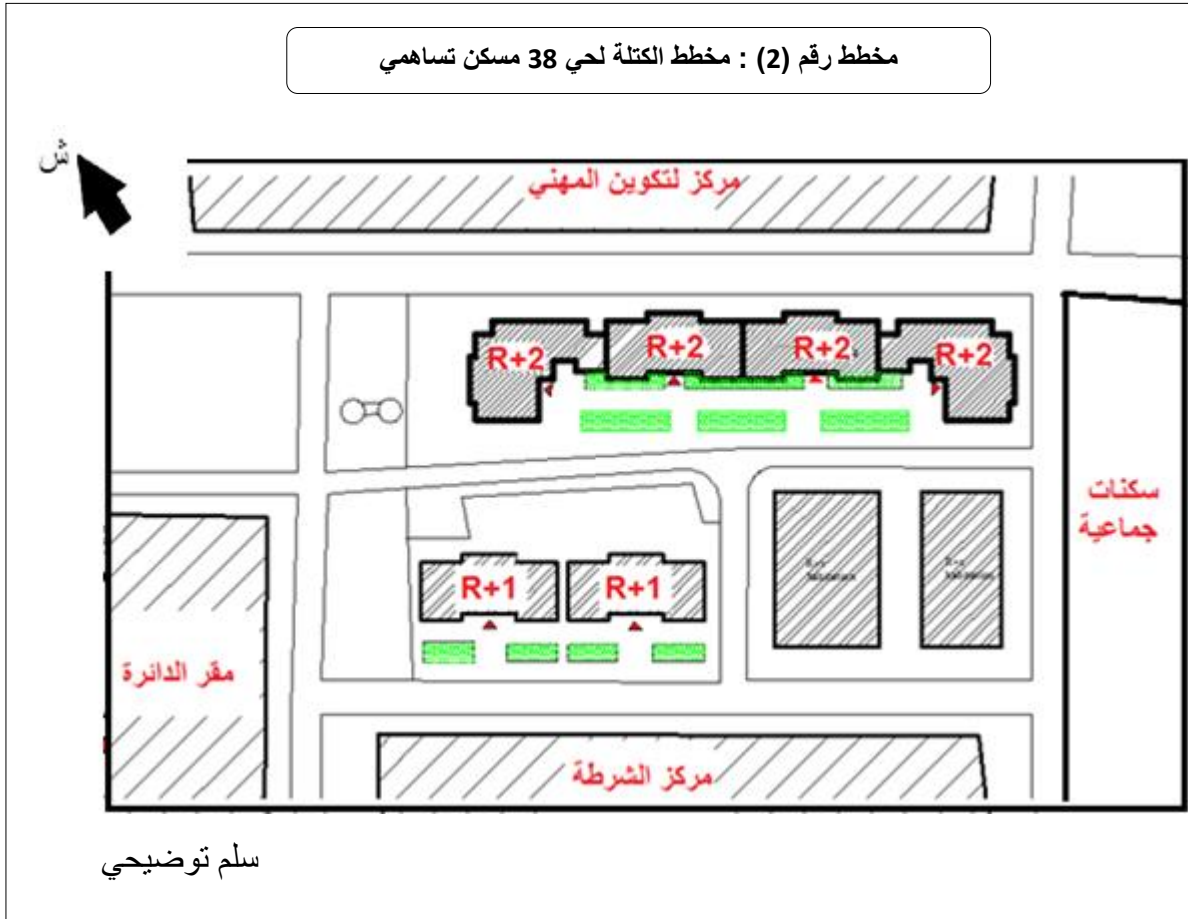 مخطط رقم (2) : مخطط الكتلة لحي 38 مسكن تساهمي
ش
مركز لتكوين المهني
R+2
R+2
R+2
R+2
سكنات
جماعية
R+1
R+1
مقر الدائرة
مركز الشرطة
سلم توضيحي